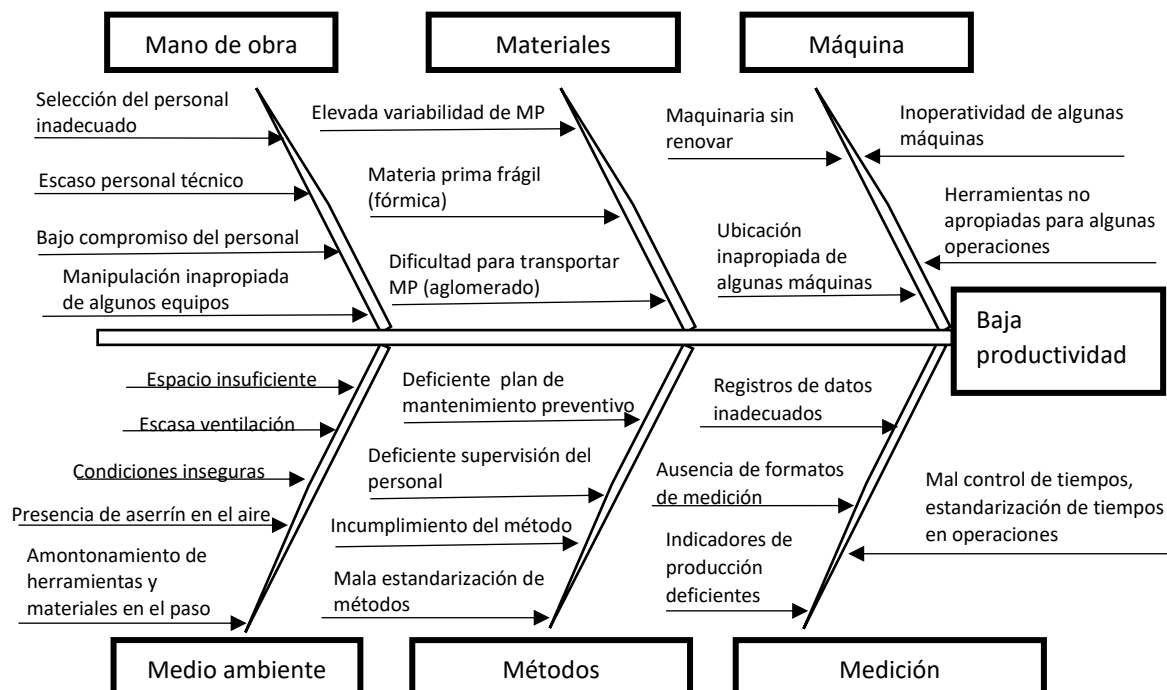 Mano de obra
Materiales
Máquina
Selección del personal
inadecuado
Escaso personal técnico
Bajo compromiso del personal
Manipulación inapropiada
de algunos equipos
Elevada variabilidad de MP
Materia prima frágil
(fórmica)
Dificultad para transportar
MP (aglomerado)
Maquinaria sin
renovar
Ubicación
inapropiada de
algunas máquinas
Inoperatividad de algunas
máquinas
Herramientas no
apropiadas para algunas
operaciones
Baja
productividad
Espacio insuficiente
Escasa ventilación
Condiciones inseguras
Presencia de aserrín en el aire
Amontonamiento de
herramientas y
materiales en el paso
Deficiente plan de
mantenimiento preventivo
Deficiente supervisión del
personal
Incumplimiento del método
Mala estandarización de
métodos
Registros de datos
inadecuados
Ausencia de formatos
de medición
Indicadores de
producción
deficientes
Mal control de tiempos,
estandarización de tiempos
en operaciones
Medio ambiente
Métodos
Medición